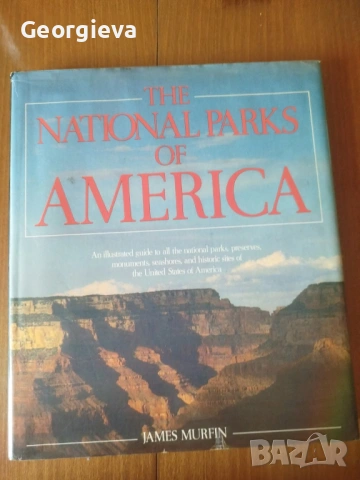 Georgieva
THE
NATIONAL PARKS
OF
AMERICA
An illustrated guide to all the national parks, preserves,
monuments, seashores, and historic sites of
the United States of America
JAMES MURFIN
BAZAR